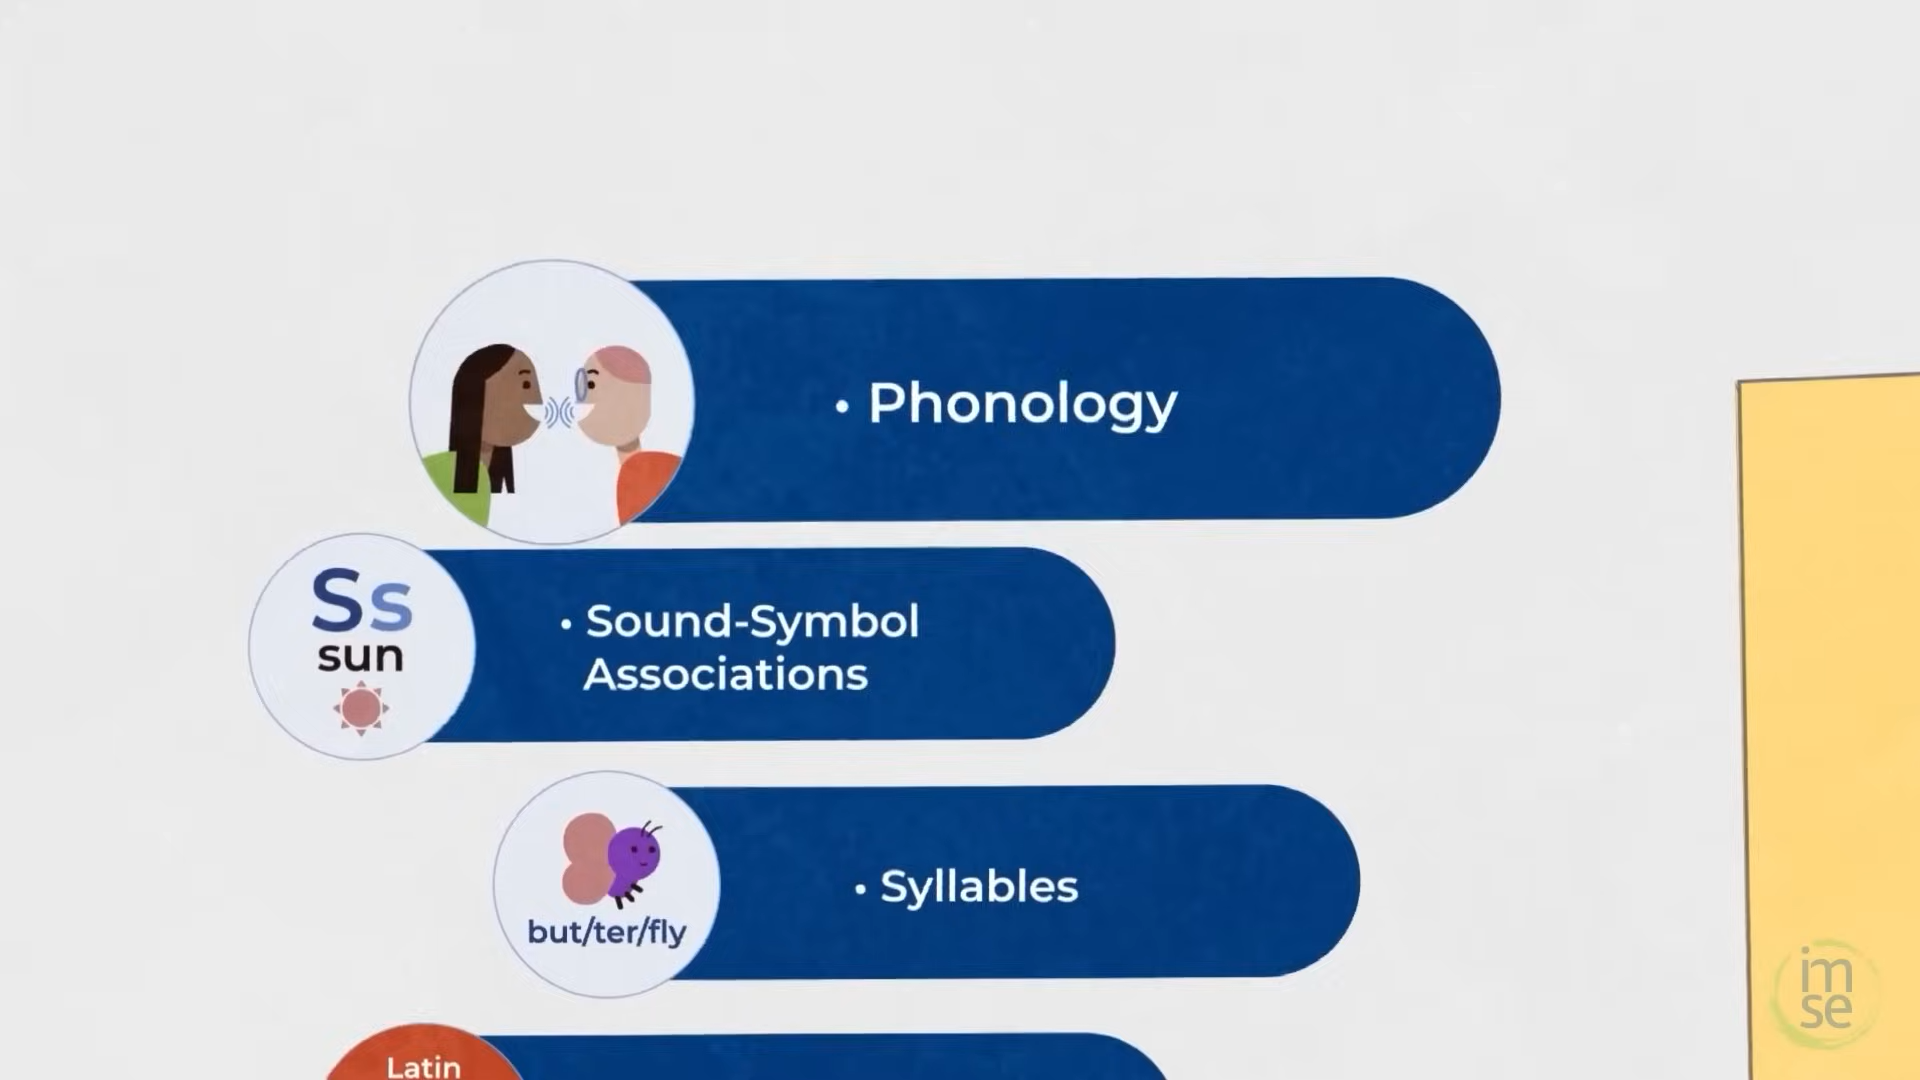 • Phonology
Ss
sun
• Sound-Symbol
Associations
but/ter/fly
• Syllables
Latin
im
se